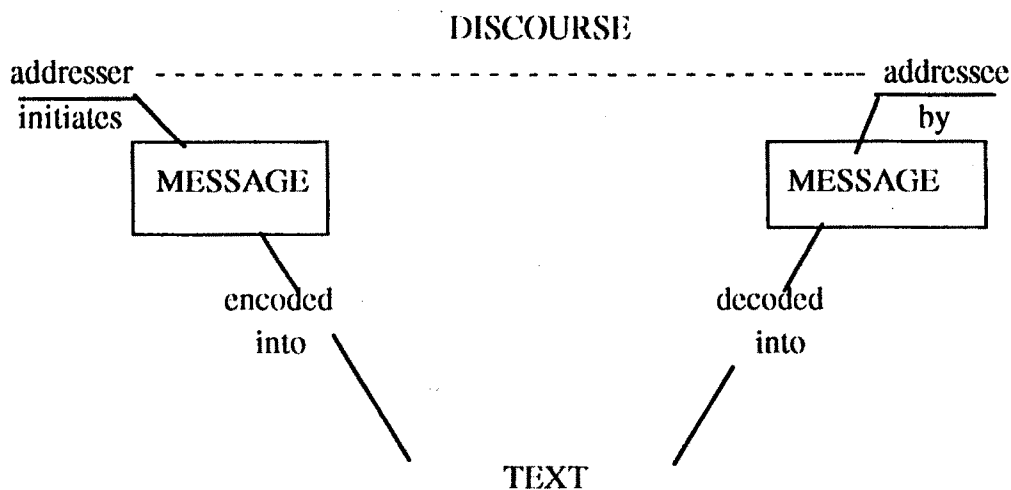 DISCOURSE
addresser addressee
initiates by
MESSAGE MESSAGE
encoded decoded
into into
TEXT